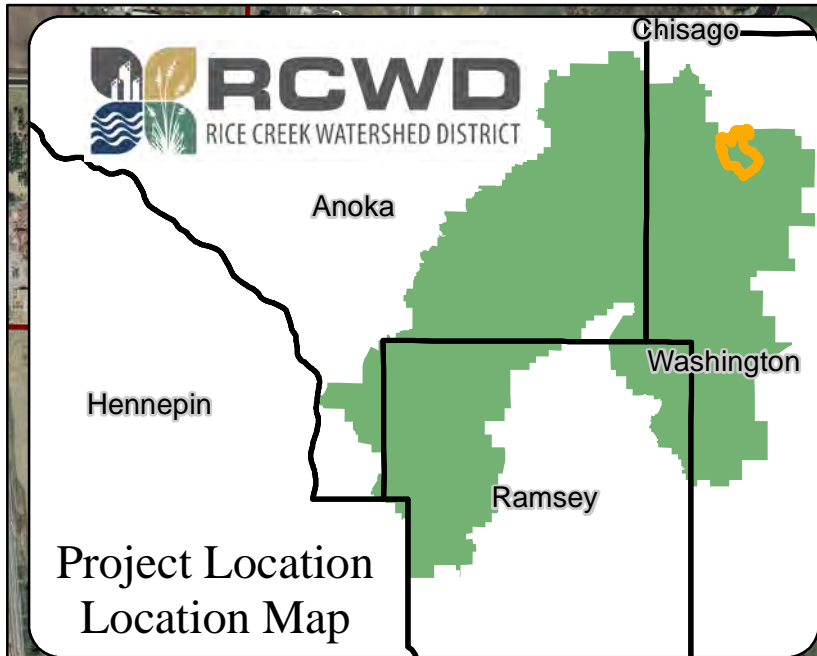 Chisago
RCWD
RICE CREEK WATERSHED DISTRICT
Anoka
Washington
Hennepin
Ramsey
Project Location
Location Map